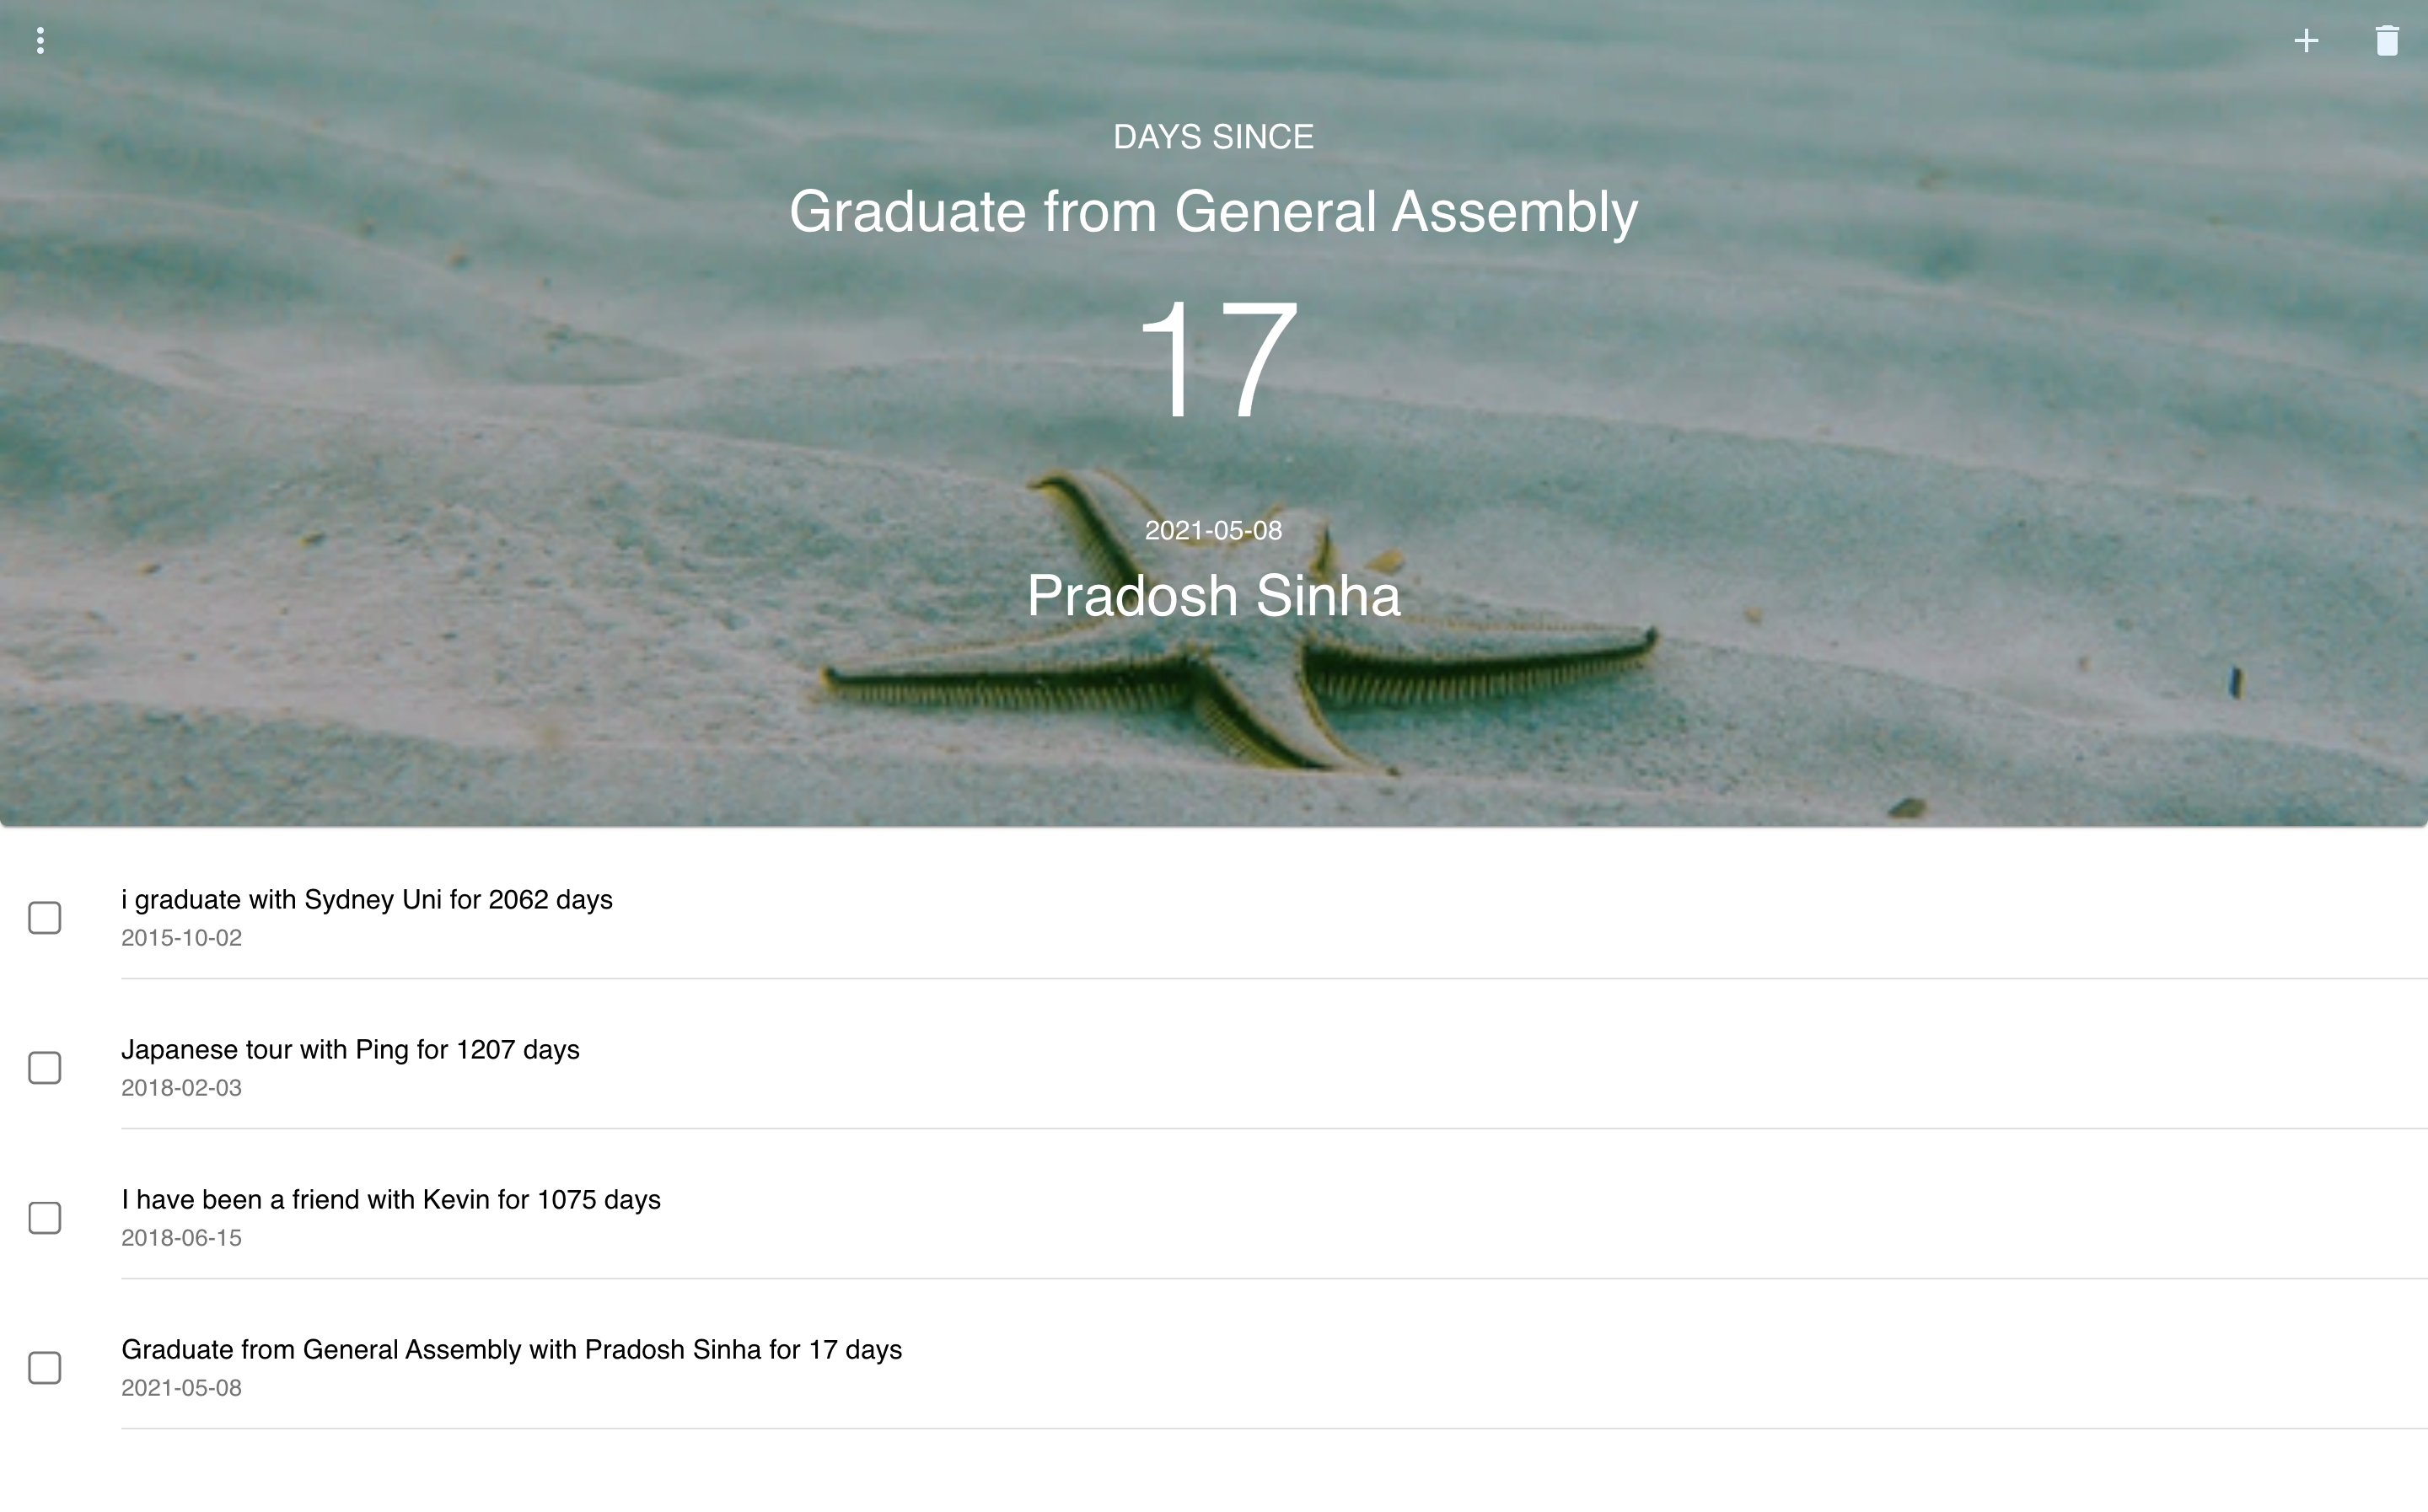 DAYS SINCE
Graduate from General Assembly
17
2021-05-08
Pradosh Sinha
i graduate with Sydney Uni for 2062 days
2015-10-02
Japanese tour with Ping for 1207 days
2018-02-03
I have been a friend with Kevin for 1075 days
2018-06-15
Graduate from General Assembly with Pradosh Sinha for 17 days
2021-05-08